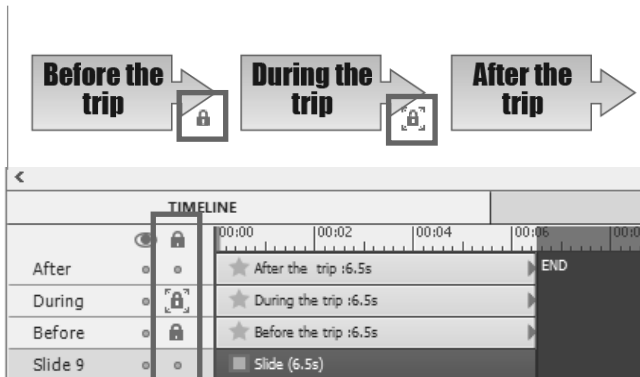 Before the
trip
During the
trip
After the
trip
TIMELINE
00:00 00:02 00:04 00:06 00:0
After After the trip :6.5s END
During During the trip :6.5s
Before Before the trip :6.5s
Slide 9 Slide (6.5s)